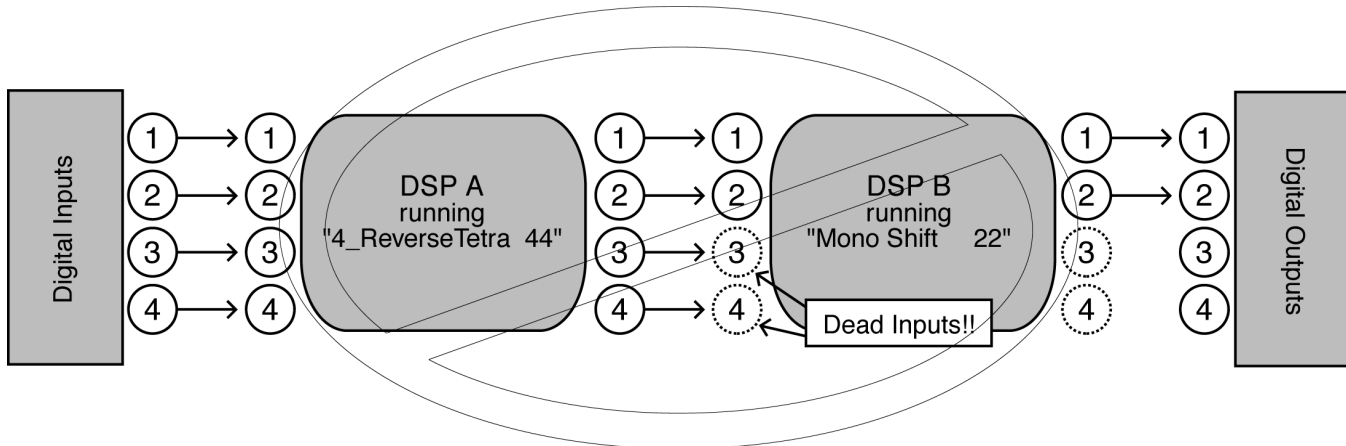 Digital Inputs
1 1
2 2
3 3
4 4
DSP A
running
"4_ReverseTetra 44"
1 1
2 2
3 3
4 4
DSP B
running
"Mono Shift 22"
Dead Inputs!!
1 1
2 2
3 3
4 4
Digital Outputs